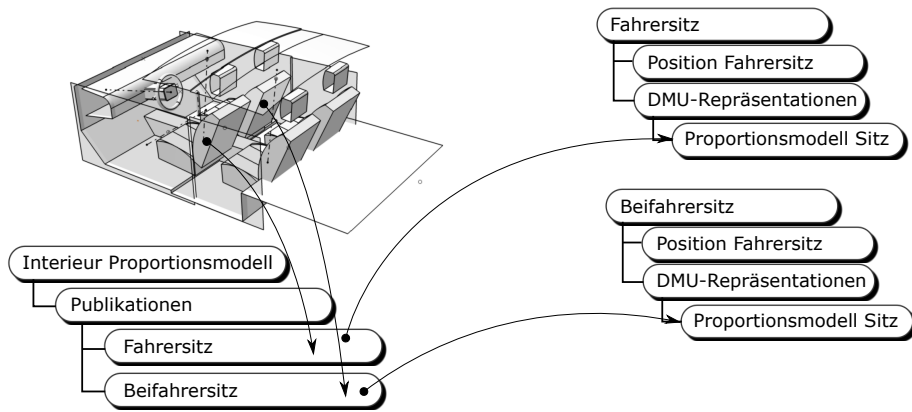 Fahrersitz
Position Fahrersitz
DMU-Repräsentationen
Proportionsmodell Sitz
Beifahrersitz
Position Fahrersitz
DMU-Repräsentationen
Proportionsmodell Sitz
Interieur Proportionsmodell
Publikationen
Fahrersitz
Beifahrersitz